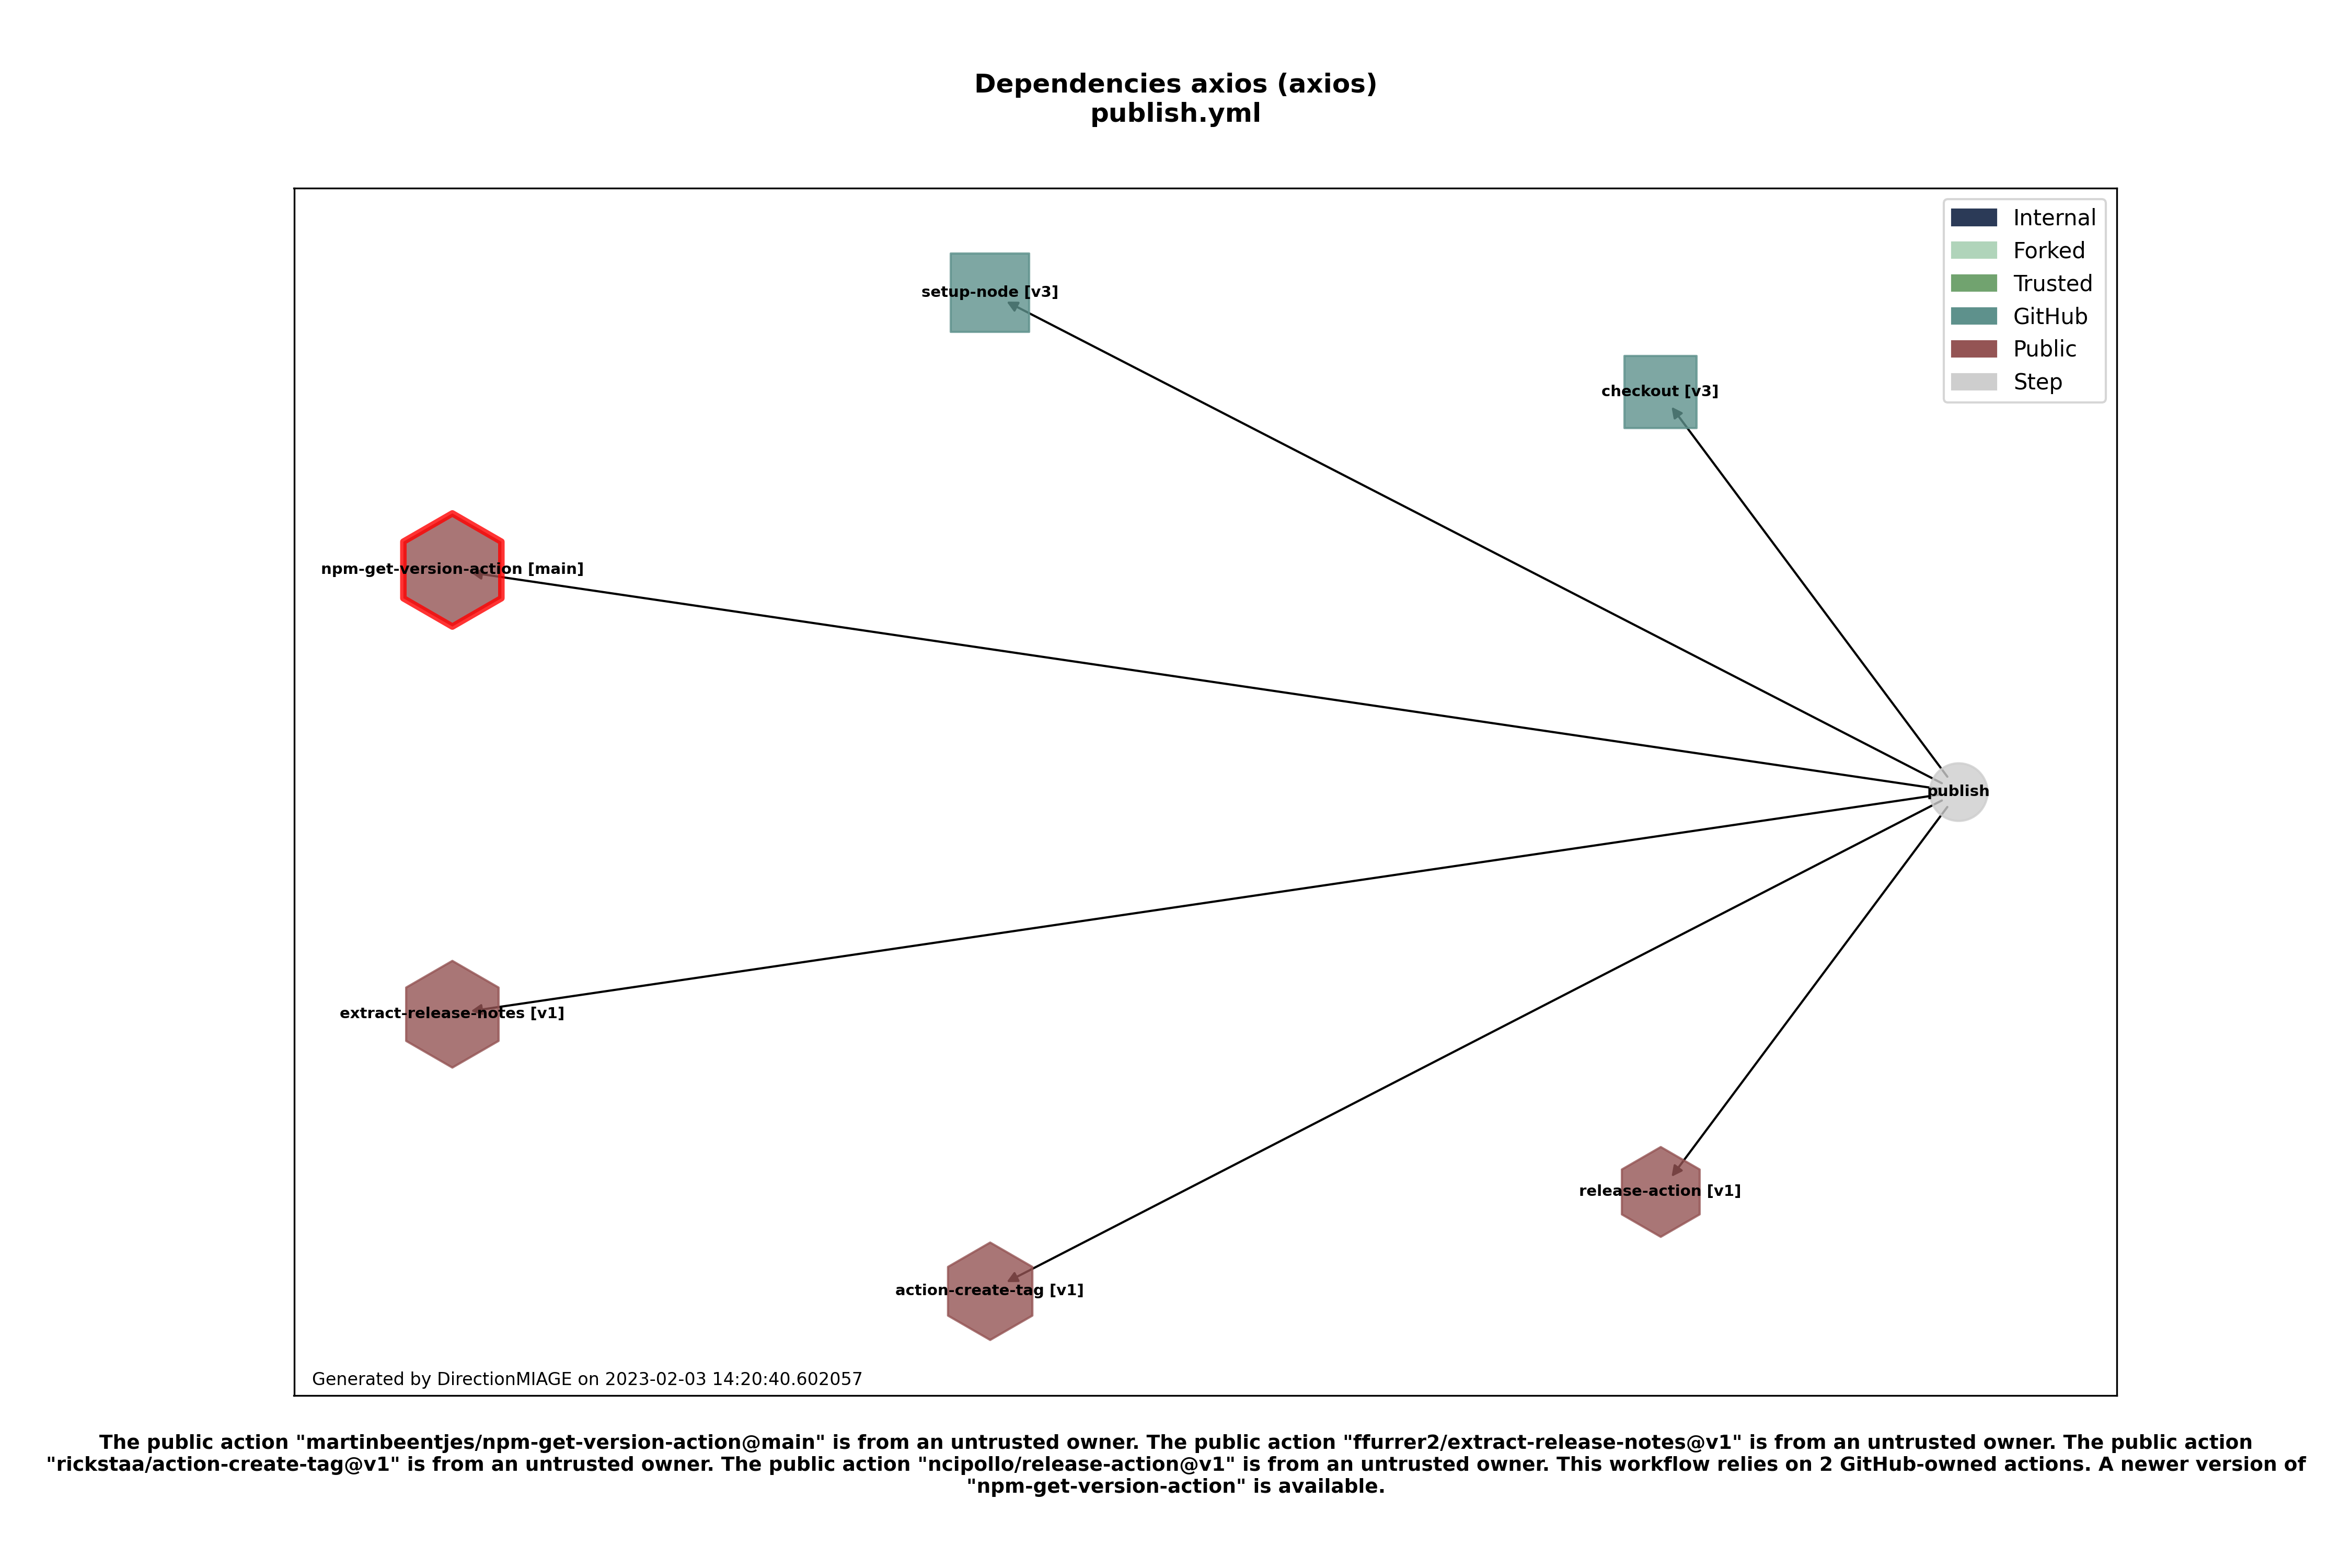 Dependencies axios (axios)
publish.yml
Internal
Forked
Trusted
GitHub
Public
Step
setup-node [v3]
checkout [v3]
npm-get-version-action [main]
publish
extract-release-notes [v1]
release-action [v1]
action-create-tag [v1]
Generated by DirectionMIAGE on 2023-02-03 14:20:40.602057
The public action "martinbeentjes/npm-get-version-action@main" is from an untrusted owner. The public action "ffurrer2/extract-release-notes@v1" is from an untrusted owner. The public action
"rickstaa/action-create-tag@v1" is from an untrusted owner. The public action "ncipollo/release-action@v1" is from an untrusted owner. This workflow relies on 2 GitHub-owned actions. A newer version of
"npm-get-version-action" is available.